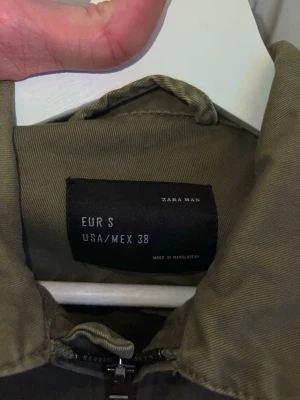 ZARA MAN
EUR S
USA/MEX 38
MADE IN BANGLADESH